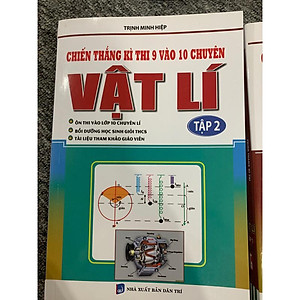 TRỊNH MINH HIỆP
CHIẾN THẮNG KÌ THI 9 VÀO 10 CHUYÊN
VẬT LÍ
TẬP 2
ÔN THI VÀO LỚP 10 CHUYÊN LÍ
BỒI DƯỠNG HỌC SINH GIỎI THCS
TÀI LIỆU THAM KHẢO GIÁO VIÊN
NHÀ XUẤT BẢN DÂN TRÍ